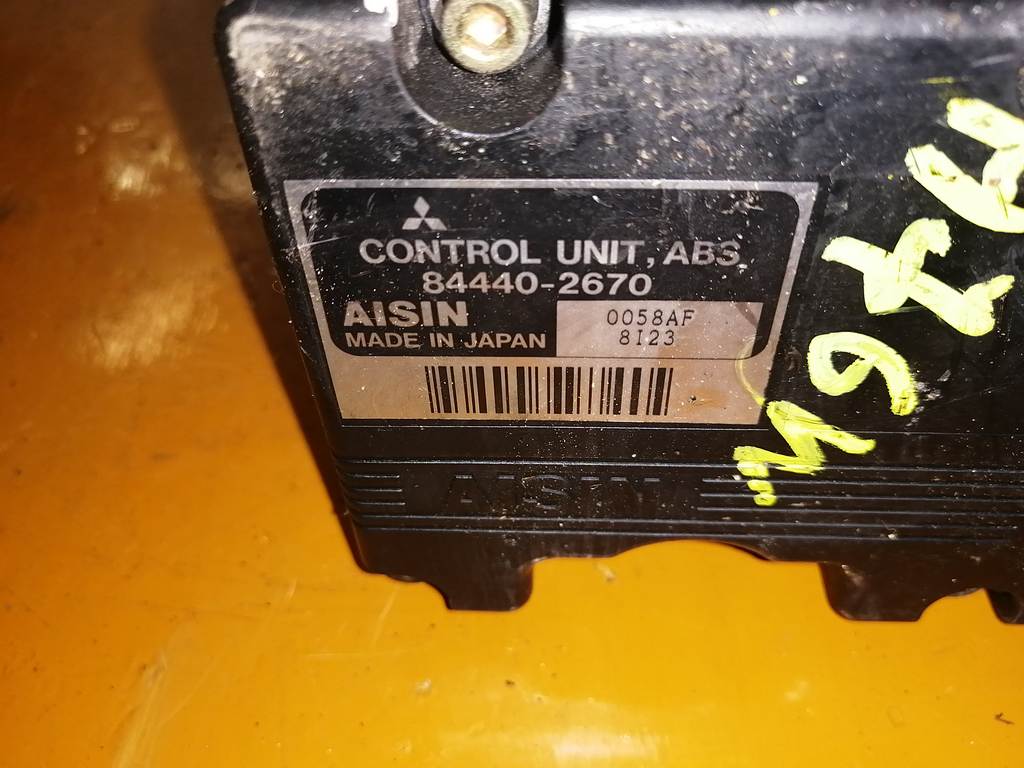 CONTROL UNIT, ABS
84440-2670
AISIN
MADE IN JAPAN
0058AF
8I23
AISIN